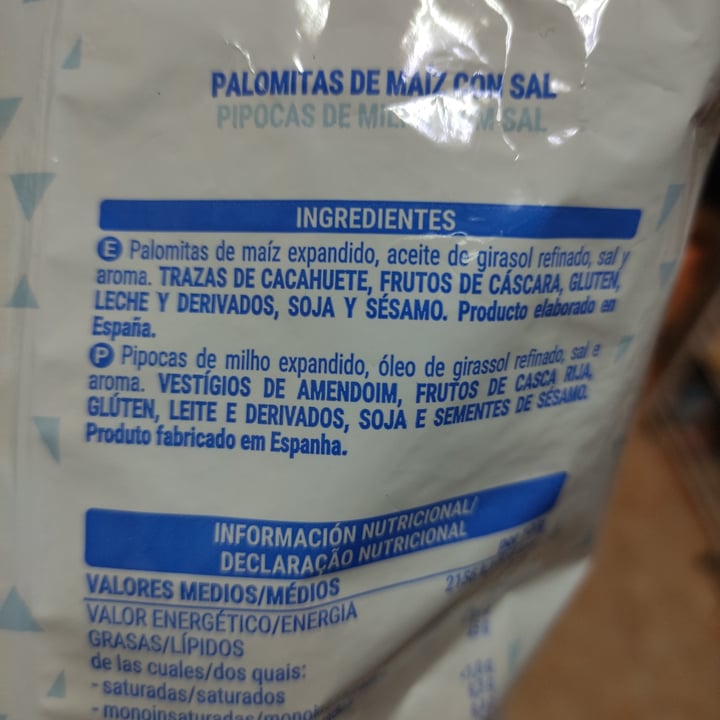 PALOMITAS DE MAÍZ CON SAL
PIPOCAS DE SAL
INGREDIENTES
E Palomitas de maíz expandido, aceite de girasol refinado, sal y
aroma. TRAZAS DE CACAHUETE, FRUTOS DE CÁSCARA, GLUTEN,
LECHE Y DERIVADOS, SOJA Y SÉSAMO. Producto elaborado en
España.
P Pipocas de milho expandido, óleo de girassol refinado, sal e
aroma. VESTÍGIOS DE AMENDOIM, FRUTOS DE CASCA RIJA,
GLÚTEN, LEITE E DERIVADOS, SOJA E SEMENTES DE SÉSAMO.
Produto fabricado em Espanha.
INFORMACIÓN NUTRICIONAL/
DECLARAÇÃO NUTRICIONAL
VALORES MEDIOS/MÉDIOS
VALOR ENERGÉTICO/ENERGIA
GRASAS/LÍPIDOS
de las cuales/dos quais:
- saturadas/saturados
- monoinsaturadas/